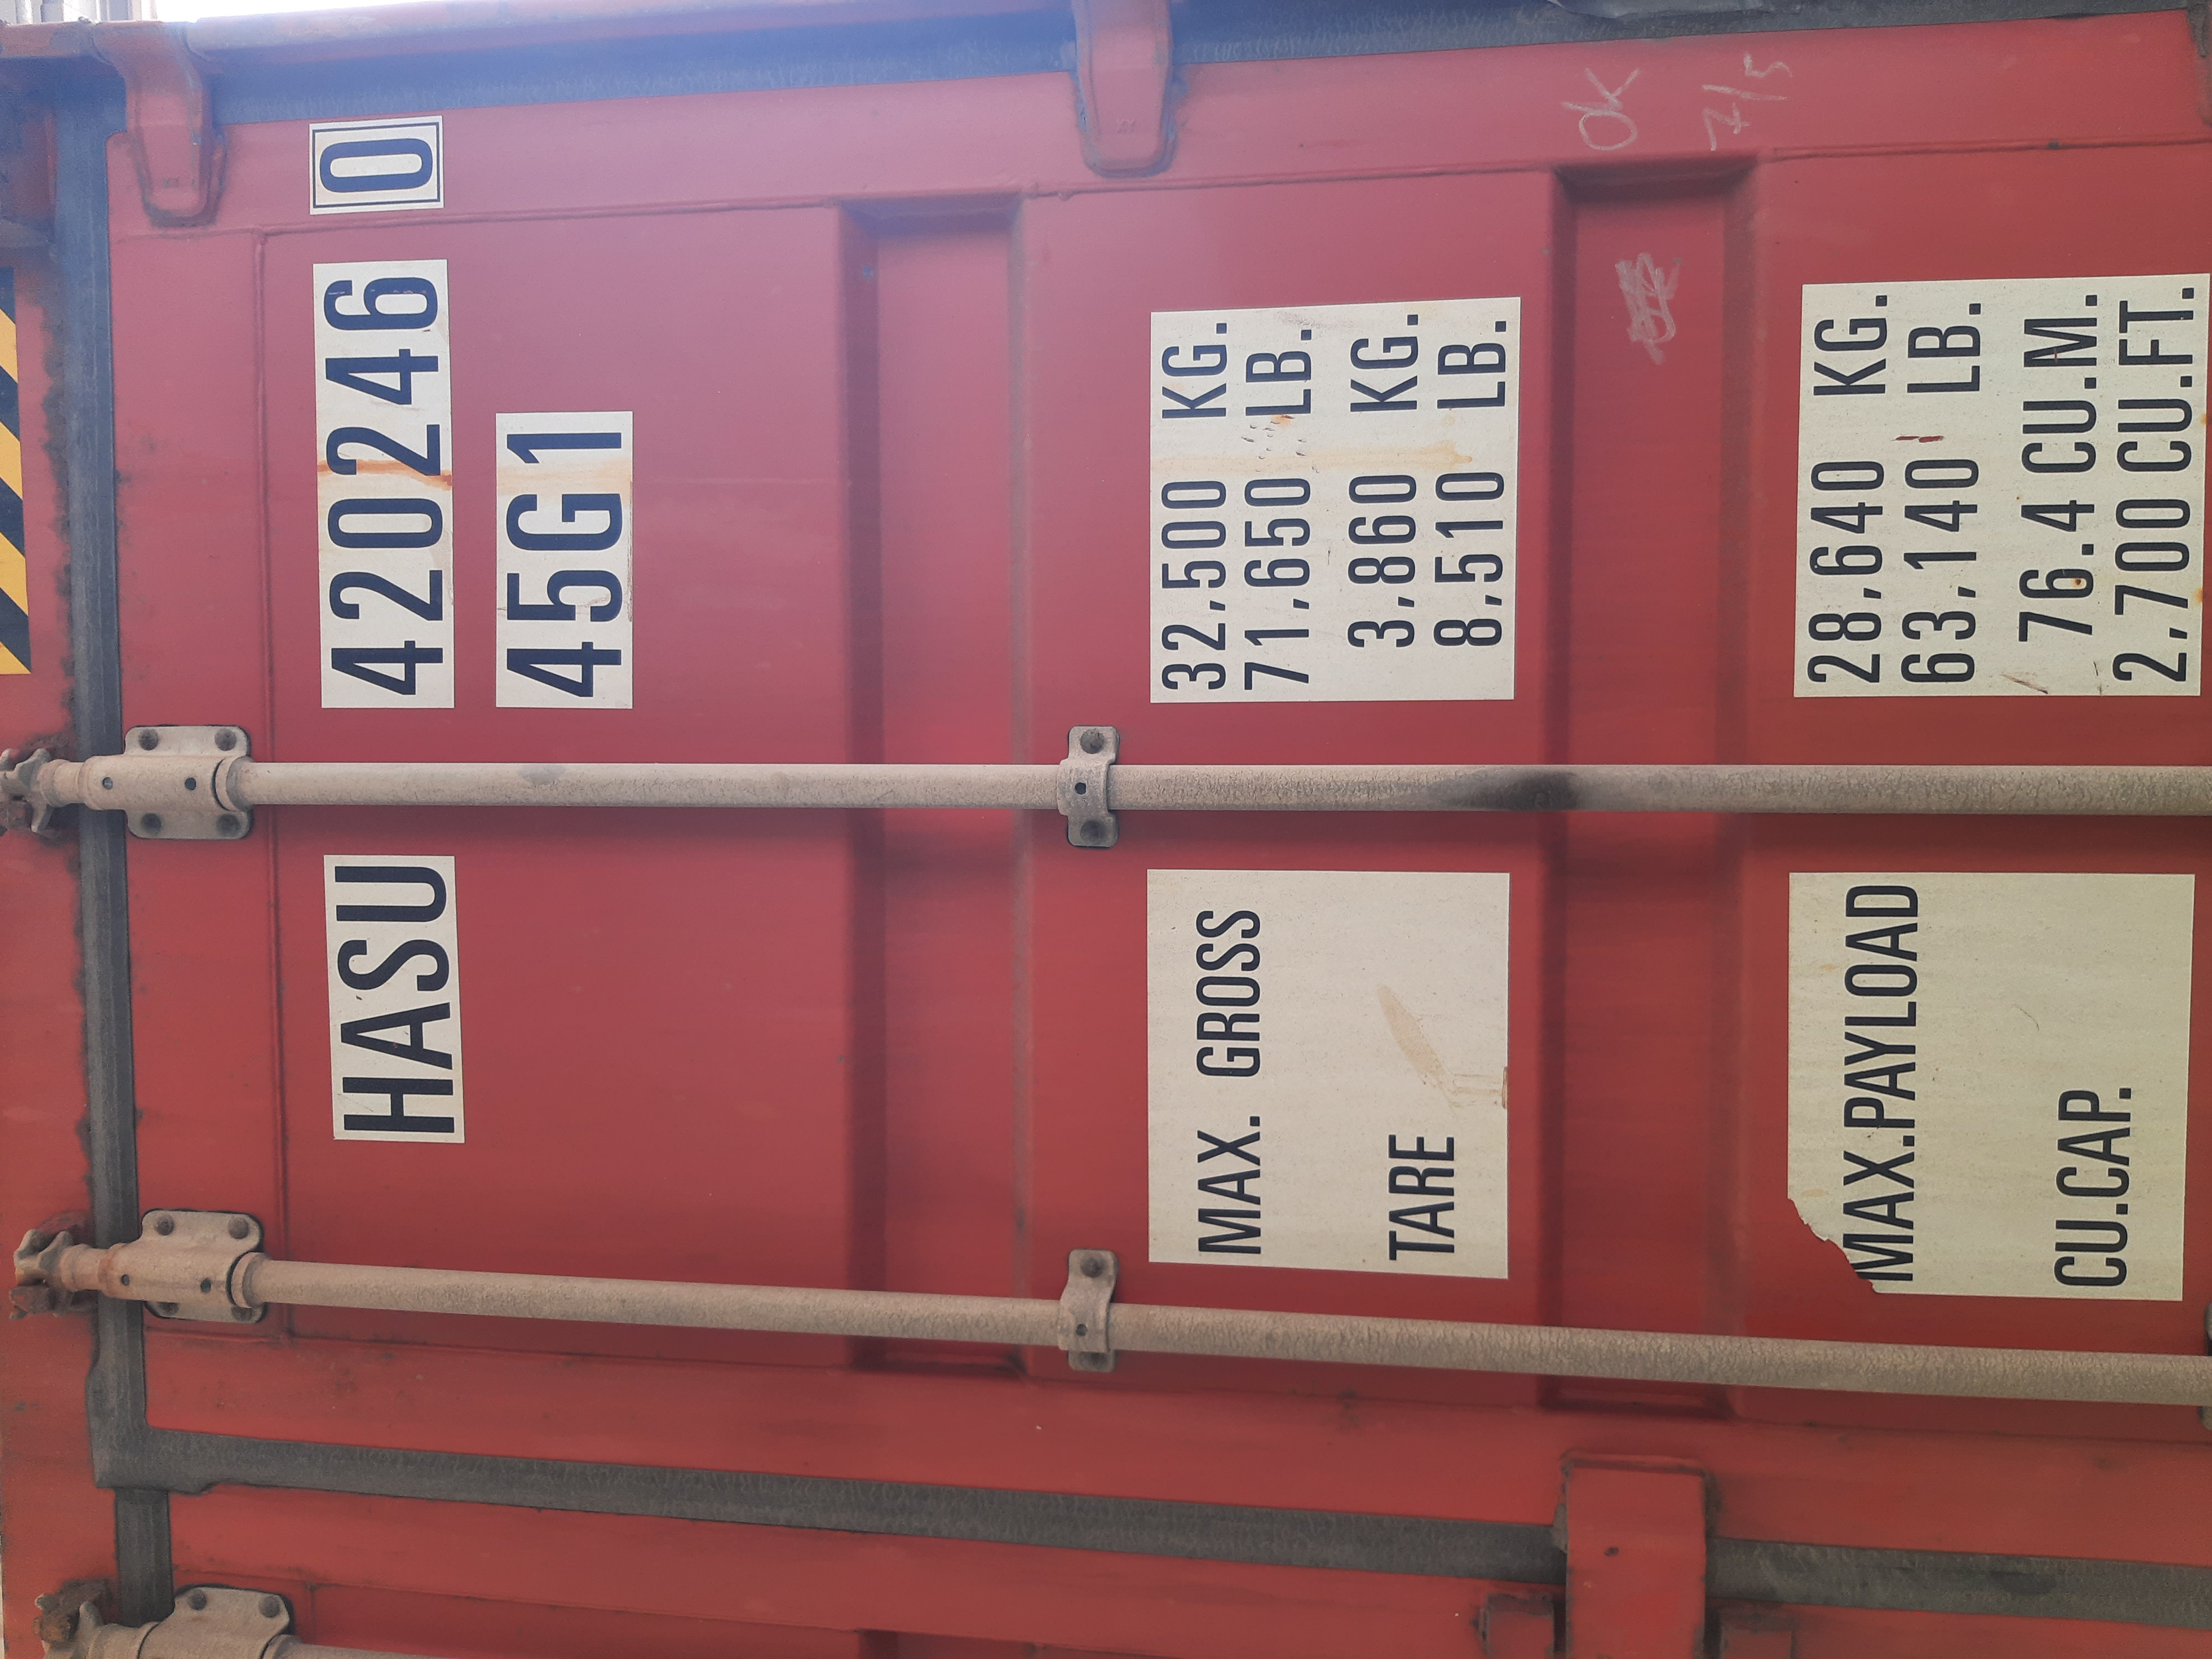 HASU 420246 0
45G1
MAX. GROSS 32,500 KG.
71,650 LB.
TARE 3,860 KG.
8,510 LB.
MAX.PAYLOAD 28,640 KG.
63,140 LB.
CU.CAP. 76.4 CU.M.
2,700 CU.FT.
OK